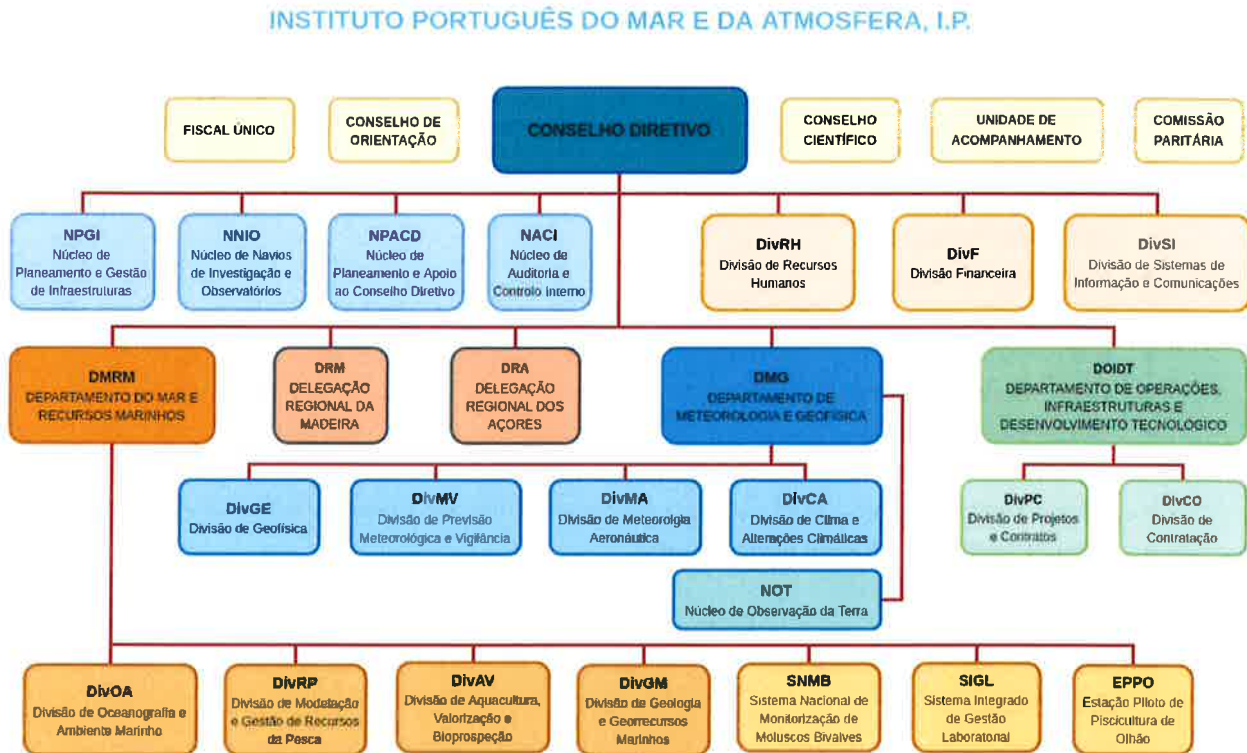 INSTITUTO PORTUGUÊS DO MAR E DA ATMOSFERA, I.P.
FISCAL ÚNICO
CONSELHO DE
ORIENTAÇÃO
CONSELHO DIRETIVO
CONSELHO
CIENTÍFICO
UNIDADE DE
ACOMPANHAMENTO
COMISSÃO
PARITÁRIA
NPGI
Núcleo de
Planeamento e Gestão
de Infraestruturas
NNIO
Núcleo de Navios
de Investigação e
Observatórios
NPACD
Núcleo de
Planeamento e Apoio
ao Conselho Diretivo
NACI
Núcleo de
Auditoria e
Controlo Interno
DivRH
Divisão de Recursos
Humanos
DivF
Divisão Financeira
DivSI
Divisão de Sistemas de
Informação e Comunicações
DMRM
DEPARTAMENTO DO MAR E
RECURSOS MARINHOS
DRM
DELEGAÇÃO
REGIONAL DA
MADEIRA
DRA
DELEGAÇÃO
REGIONAL DOS
AÇORES
DMG
DEPARTAMENTO DE
METEOROLOGIA E GEOFÍSICA
DOIDT
DEPARTAMENTO DE OPERAÇÕES,
INFRAESTRUTURAS E
DESENVOLVIMENTO TECNOLÓGICO
DivGE
Divisão de Geofísica
DivMV
Divisão de Previsão
Meteorológica e Vigilância
DivMA
Divisão de Meteorolgia
Aeronáutica
DivCA
Divisão de Clima e
Alterações Climáticas
DivPC
Divisão de Projetos
e Contratos
DivCO
Divisão de
Contratação
NOT
Núcleo de Observação da Terra
DivOA
Divisão de Oceanografia e
Ambiente Marinho
DivRP
Divisão de Modelação
e Gestão de Recursos
da Pesca
DivAV
Divisão de Aquacultura,
Valorização e
Bioprospeção
DivGM
Divisão de Geologia
e Georrecursos
Marinhos
SNMB
Sistema Nacional de
Monitorização de
Moluscos Bivalves
SIGL
Sistema Integrado
de Gestão
Laboratorial
EPPO
Estação Piloto de
Piscicultura de
Olhão